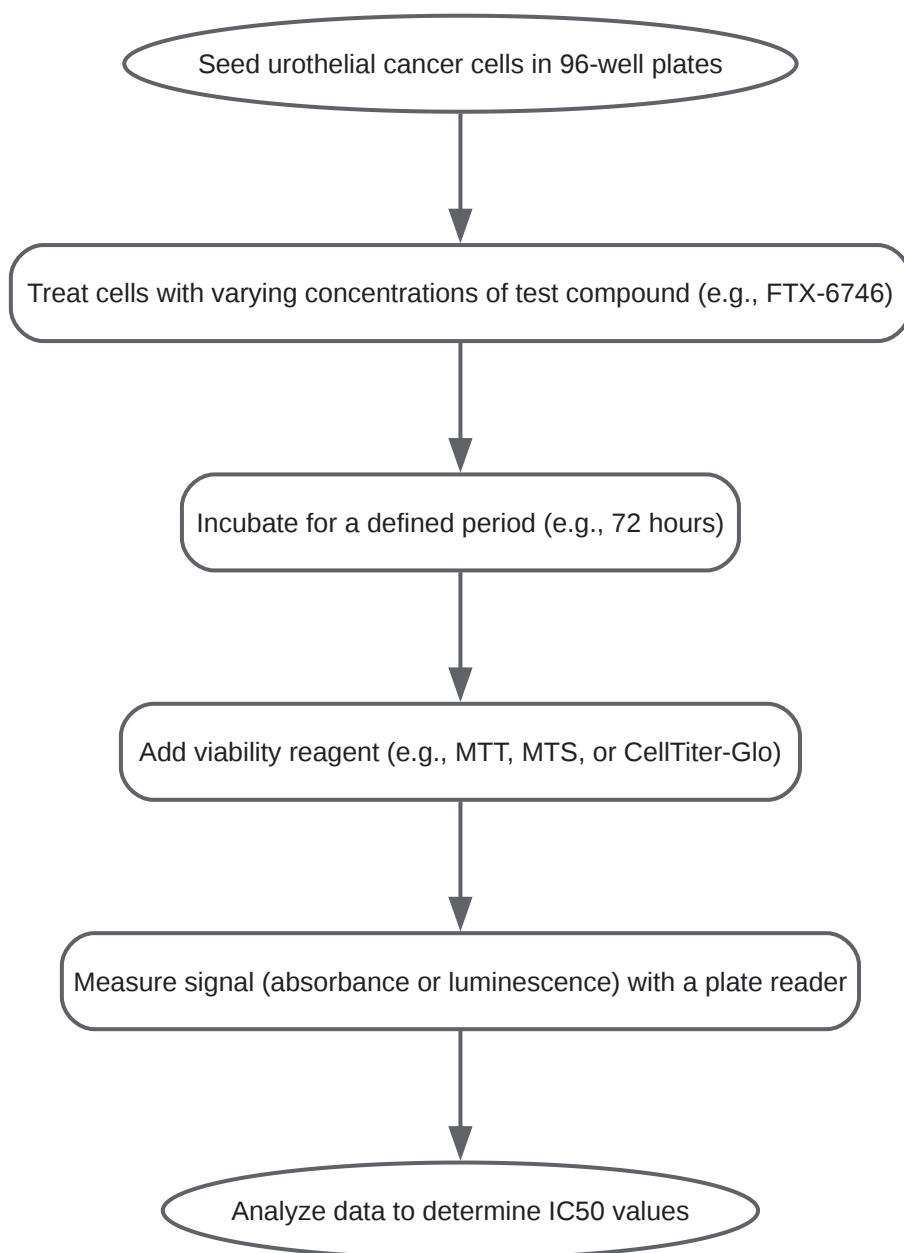 Seed urothelial cancer cells in 96-well plates
Treat cells with varying concentrations of test compound (e.g., FTX-6746)
Incubate for a defined period (e.g., 72 hours)
Add viability reagent (e.g., MTT, MTS, or CellTiter-Glo)
Measure signal (absorbance or luminescence) with a plate reader
Analyze data to determine IC50 values